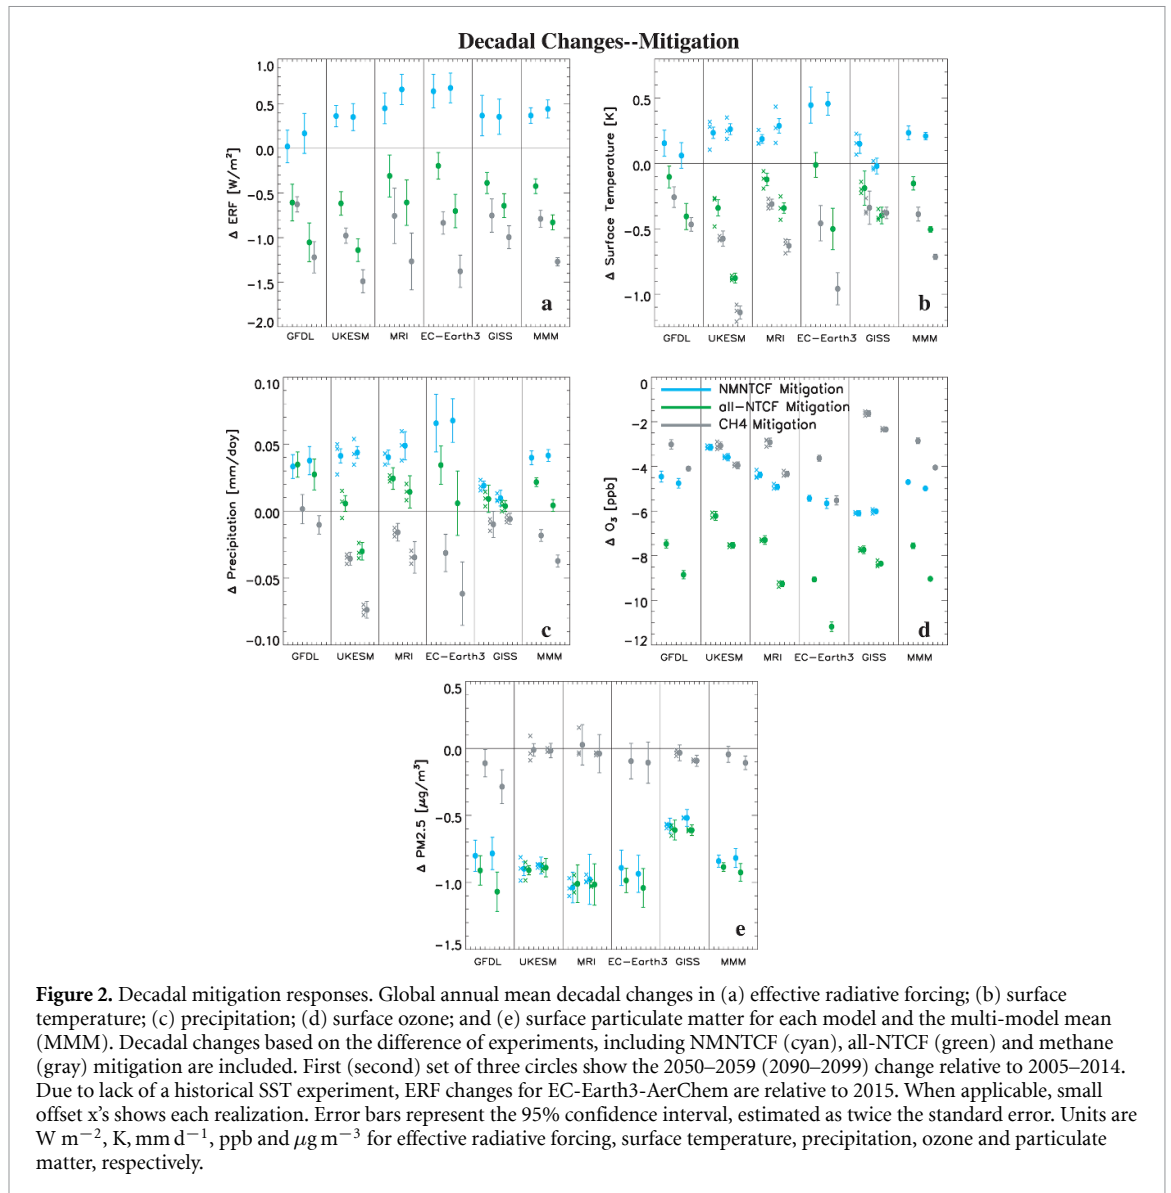 Decadal Changes--Mitigation
1.0
0.5
0.0
−0.5
−1.0
−1.5
−2.0
Δ ERF [W/m²]
a
GFDL UKESM MRI EC−Earth3 GISS MMM
0.5
0.0
−0.5
−1.0
Δ Surface Temperature [K]
b
GFDL UKESM MRI EC−Earth3 GISS MMM
0.10
0.05
0.00
−0.05
−0.10
Δ Precipitation [mm/day]
c
GFDL UKESM MRI EC−Earth3 GISS MMM
0
−2
−4
−6
−8
−10
−12
Δ O₃ [ppb]
NMNTCF Mitigation
all−NTCF Mitigation
CH4 Mitigation
d
GFDL UKESM MRI EC−Earth3 GISS MMM
0.5
0.0
−0.5
−1.0
−1.5
Δ PM2.5 [μg/m³]
e
GFDL UKESM MRI EC−Earth3 GISS MMM
Figure 2. Decadal mitigation responses. Global annual mean decadal changes in (a) effective radiative forcing; (b) surface
temperature; (c) precipitation; (d) surface ozone; and (e) surface particulate matter for each model and the multi-model mean
(MMM). Decadal changes based on the difference of experiments, including NMNTCF (cyan), all-NTCF (green) and methane
(gray) mitigation are included. First (second) set of three circles show the 2050–2059 (2090–2099) change relative to 2005–2014.
Due to lack of a historical SST experiment, ERF changes for EC-Earth3-AerChem are relative to 2015. When applicable, small
offset x's shows each realization. Error bars represent the 95% confidence interval, estimated as twice the standard error. Units are
W m⁻², K, mm d⁻¹, ppb and μg m⁻³ for effective radiative forcing, surface temperature, precipitation, ozone and particulate
matter, respectively.